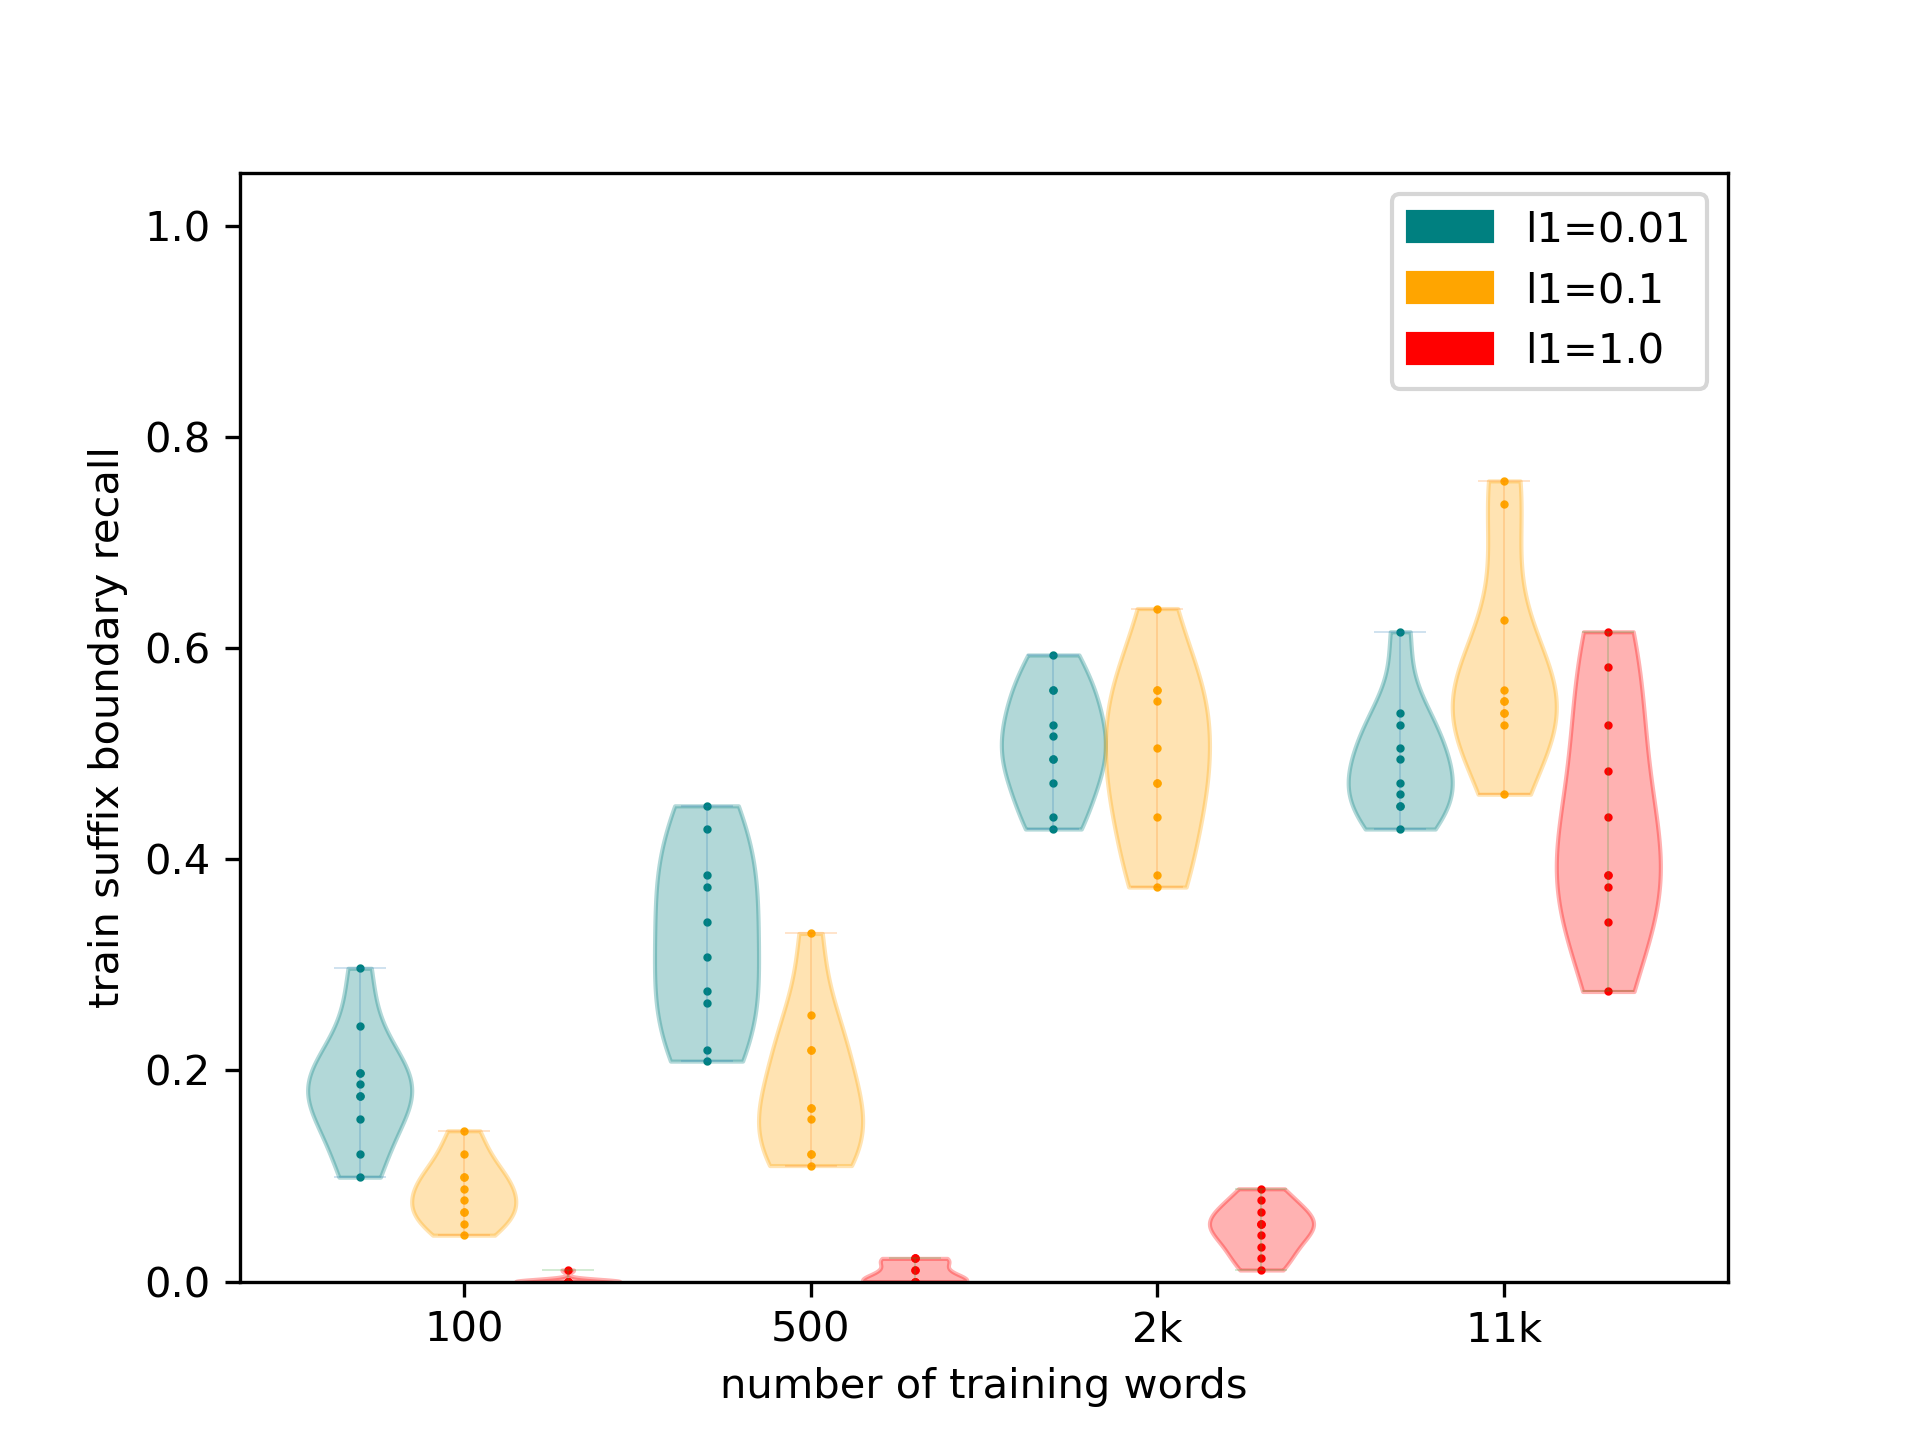 l1=0.01
l1=0.1
l1=1.0
train suffix boundary recall
1.0
0.8
0.6
0.4
0.2
0.0
100 500 2k 11k
number of training words